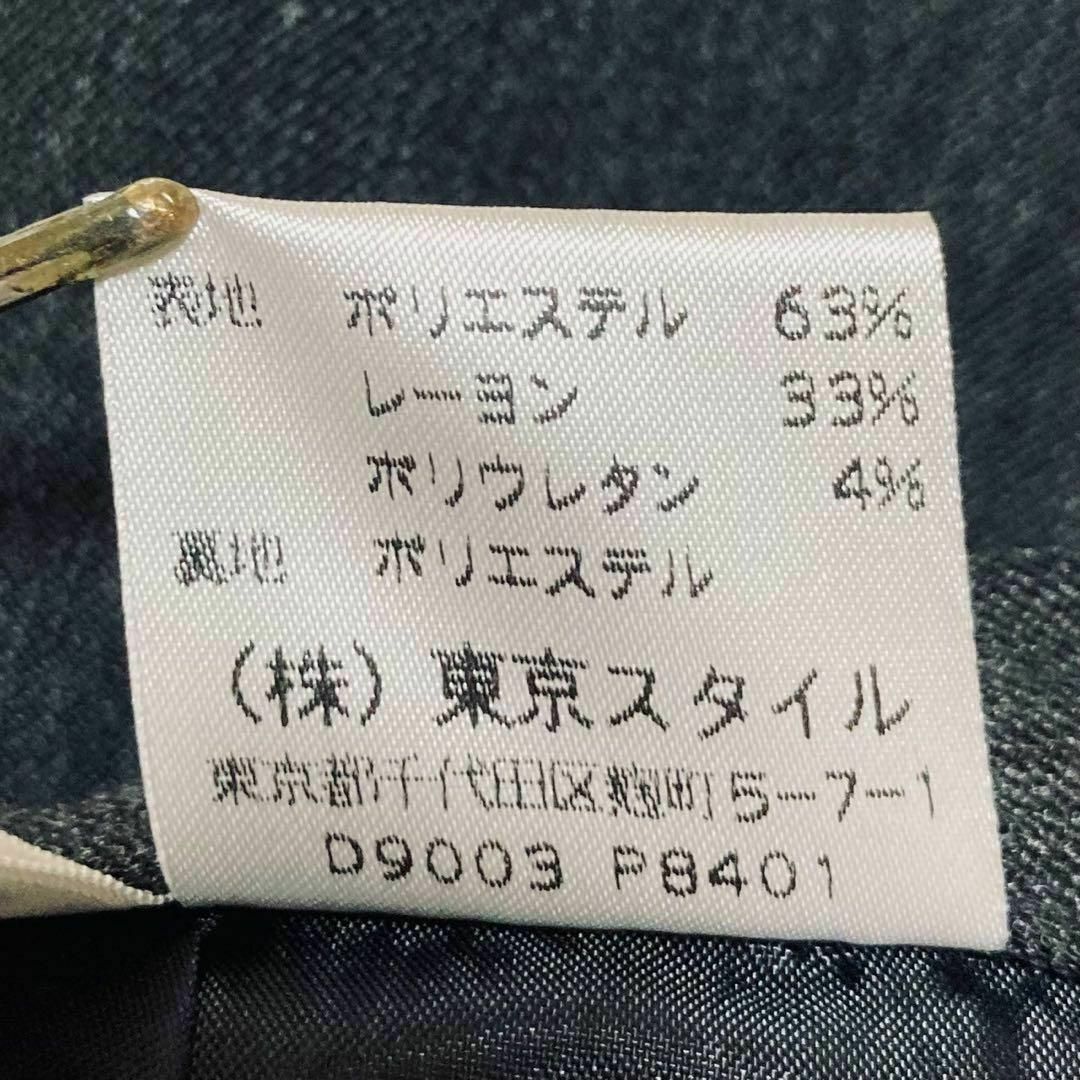 表地 ポリエステル 63%
レーヨン 33%
ポリウレタン 4%
裏地 ポリエステル
(株)東京スタイル
東京都千代田区麹町5-7-1
D9003 P8401